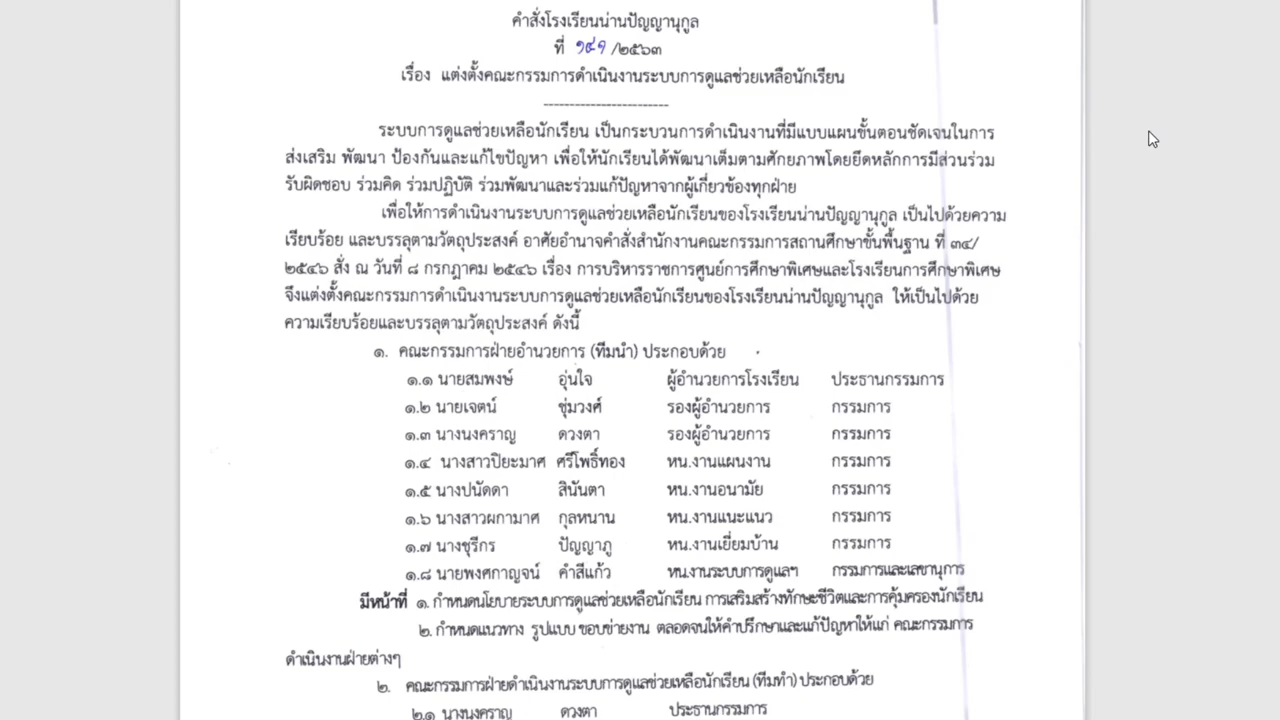 คำสั่งโรงเรียนน่านปัญญานุกูล
ที่ ๑๙๑ /๒๕๖๓
เรื่อง แต่งตั้งคณะกรรมการดำเนินงานระบบการดูแลช่วยเหลือนักเรียน
------------------------
ระบบการดูแลช่วยเหลือนักเรียน เป็นกระบวนการดำเนินงานที่มีแบบแผนขั้นตอนชัดเจนในการ
ส่งเสริม พัฒนา ป้องกันและแก้ไขปัญหา เพื่อให้นักเรียนได้พัฒนาเต็มตามศักยภาพโดยยึดหลักการมีส่วนร่วม
รับผิดชอบ ร่วมคิด ร่วมปฏิบัติ ร่วมพัฒนาและร่วมแก้ปัญหาจากผู้เกี่ยวข้องทุกฝ่าย
เพื่อให้การดำเนินงานระบบการดูแลช่วยเหลือนักเรียนของโรงเรียนน่านปัญญานุกูล เป็นไปด้วยความ
เรียบร้อย และบรรลุตามวัตถุประสงค์ อาศัยอำนาจคำสั่งสำนักงานคณะกรรมการสถานศึกษาขั้นพื้นฐาน ที่ ๓๔/
๒๕๔๖ สั่ง ณ วันที่ ๘ กรกฎาคม ๒๕๔๖ เรื่อง การบริหารราชการศูนย์การศึกษาพิเศษและโรงเรียนการศึกษาพิเศษ
จึงแต่งตั้งคณะกรรมการดำเนินงานระบบการดูแลช่วยเหลือนักเรียนของโรงเรียนน่านปัญญานุกูล ให้เป็นไปด้วย
ความเรียบร้อยและบรรลุตามวัตถุประสงค์ ดังนี้
๑. คณะกรรมการฝ่ายอำนวยการ (ทีมนำ) ประกอบด้วย
๑.๑ นายสมพงษ์ อุ่นใจ ผู้อำนวยการโรงเรียน ประธานกรรมการ
๑.๒ นายเจตน์ ชุ่มวงศ์ รองผู้อำนวยการ กรรมการ
๑.๓ นางนงคราญ ดวงตา รองผู้อำนวยการ กรรมการ
๑.๔ นางสาวปิยะมาศ ศรีโพธิ์ทอง หน.งานแผนงาน กรรมการ
๑.๕ นางปนัดดา สินันตา หน.งานอนามัย กรรมการ
๑.๖ นางสาวผกามาศ กุลหนาน หน.งานแนะแนว กรรมการ
๑.๗ นางชุรีกร ปัญญาภู หน.งานเยี่ยมบ้าน กรรมการ
๑.๘ นายพงศกาญจน์ คำสีแก้ว หน.งานระบบการดูแลฯ กรรมการและเลขานุการ
มีหน้าที่ ๑. กำหนดนโยบายระบบการดูแลช่วยเหลือนักเรียน การเสริมสร้างทักษะชีวิตและการคุ้มครองนักเรียน
๒. กำหนดแนวทาง รูปแบบ ขอบข่ายงาน ตลอดจนให้คำปรึกษาและแก้ปัญหาให้แก่ คณะกรรมการ
ดำเนินงานฝ่ายต่างๆ
๒. คณะกรรมการฝ่ายดำเนินงานระบบการดูแลช่วยเหลือนักเรียน (ทีมทำ) ประกอบด้วย
๒.๑ นางนงคราญ ดวงตา ประธานกรรมการ